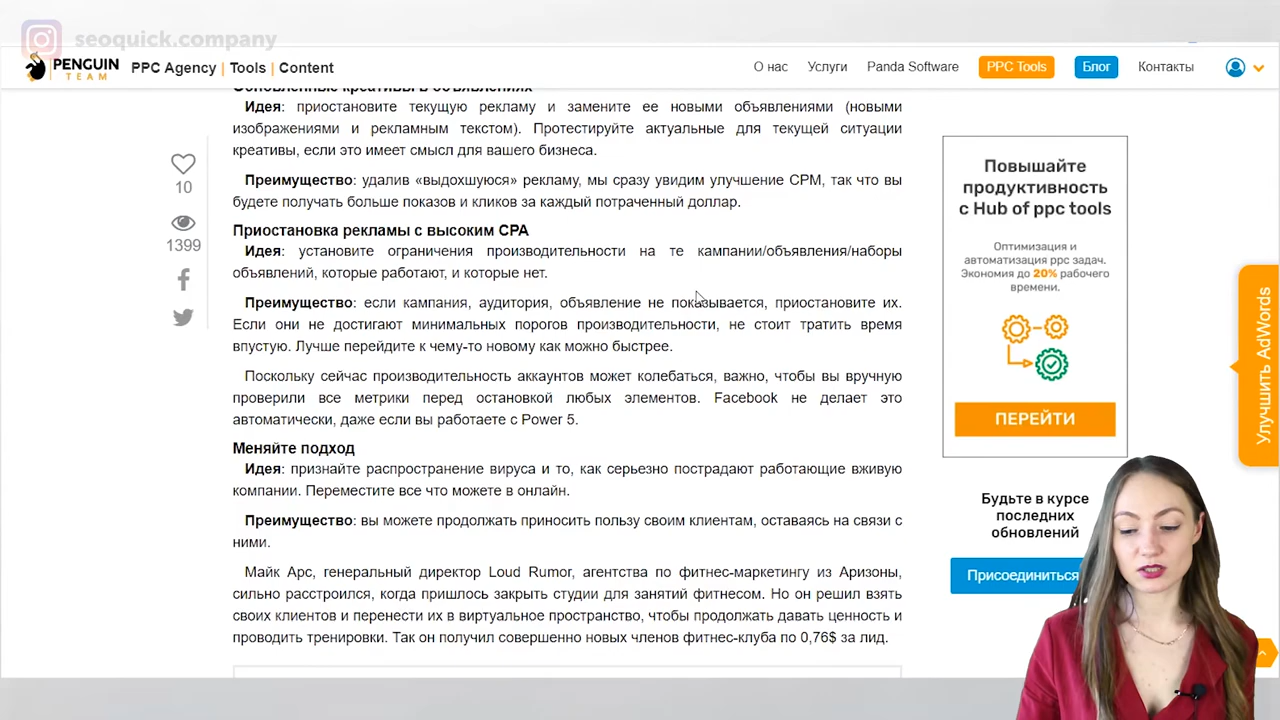 seoquick.company
PENGUIN
TEAM
PPC Agency | Tools | Content
О нас
Услуги
Panda Software
PPC Tools
Блог
Контакты
Обновленные креативы в объявлениях
Идея: приостановите текущую рекламу и замените ее новыми объявлениями (новыми
изображениями и рекламным текстом). Протестируйте актуальные для текущей ситуации
креативы, если это имеет смысл для вашего бизнеса.
Преимущество: удалив «выдохшуюся» рекламу, мы сразу увидим улучшение CPM, так что вы
будете получать больше показов и кликов за каждый потраченный доллар.
Приостановка рекламы с высоким CPA
Идея: установите ограничения производительности на те кампании/объявления/наборы
объявлений, которые работают, и которые нет.
Преимущество: если кампания, аудитория, объявление не показывается, приостановите их.
Если они не достигают минимальных порогов производительности, не стоит тратить время
впустую. Лучше перейдите к чему-то новому как можно быстрее.
Поскольку сейчас производительность аккаунтов может колебаться, важно, чтобы вы вручную
проверили все метрики перед остановкой любых элементов. Facebook не делает это
автоматически, даже если вы работаете с Power 5.
Меняйте подход
Идея: признайте распространение вируса и то, как серьезно пострадают работающие вживую
компании. Переместите все что можете в онлайн.
Преимущество: вы можете продолжать приносить пользу своим клиентам, оставаясь на связи с
ними.
Майк Арс, генеральный директор Loud Rumor, агентства по фитнес-маркетингу из Аризоны,
сильно расстроился, когда пришлось закрыть студии для занятий фитнесом. Но он решил взять
своих клиентов и перенести их в виртуальное пространство, чтобы продолжать давать ценность и
проводить тренировки. Так он получил совершенно новых членов фитнес-клуба по 0,76$ за лид.
10
1399
Повышайте
продуктивность
с Hub of ppc tools
Оптимизация и
автоматизация ppc задач.
Экономия до 20% рабочего
времени.
ПЕРЕЙТИ
Улучшить AdWords
Будьте в курсе
последних
обновлений
Присоединиться